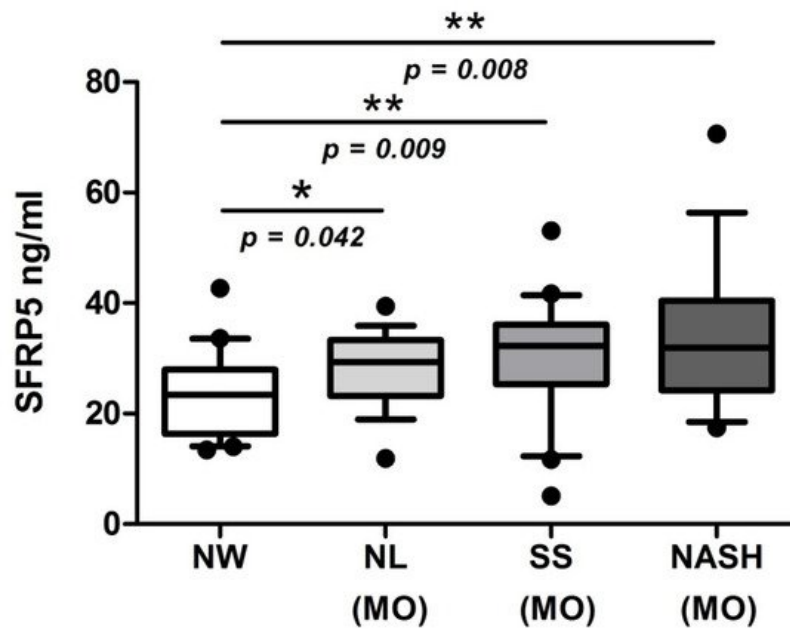 **
p = 0.008
**
p = 0.009
*
p = 0.042
SFRP5 ng/ml
80
60
40
20
0
NW
NL
(MO)
SS
(MO)
NASH
(MO)